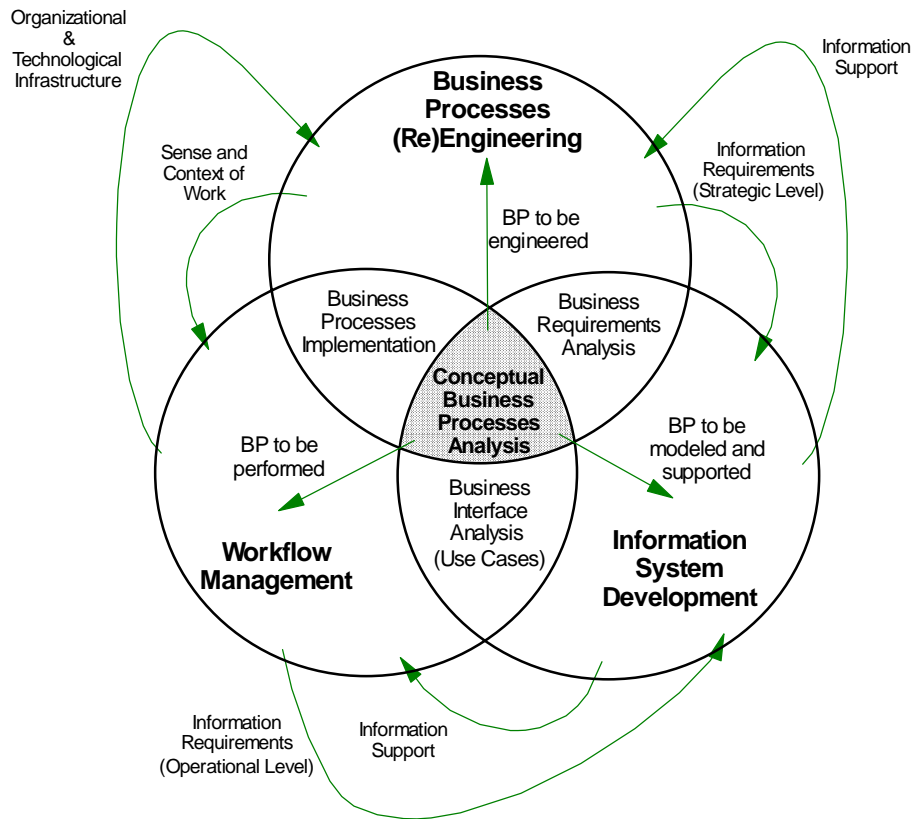 Organizational
&
Technological
Infrastructure
Information
Support
Business
Processes
(Re)Engineering
Sense and
Context of
Work
Information
Requirements
(Strategic Level)
BP to be
engineered
Business
Processes
Implementation
Business
Requirements
Analysis
Conceptual
Business
Processes
Analysis
BP to be
performed
BP to be
modeled and
supported
Business
Interface
Analysis
(Use Cases)
Workflow
Management
Information
System
Development
Information
Requirements
(Operational Level)
Information
Support